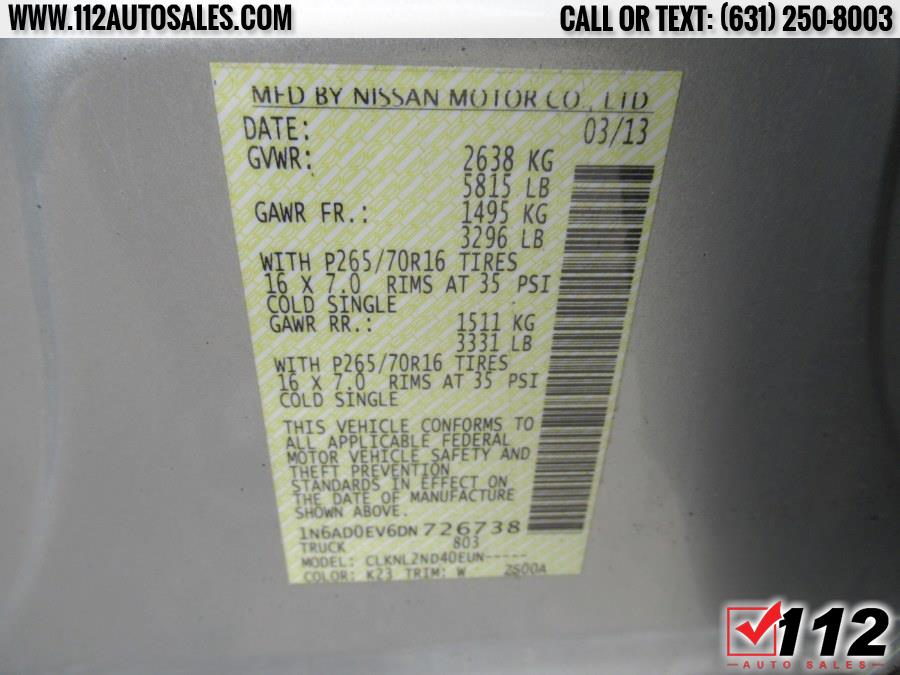 WWW.112AUTOSALES.COM
CALL OR TEXT: (631) 250-8003
MFD BY NISSAN MOTOR CO., LTD
DATE: 03/13
GVWR: 2638 KG
5815 LB
GAWR FR.: 1495 KG
3296 LB
WITH P265/70R16 TIRES
16 X 7.0 RIMS AT 35 PSI
COLD SINGLE
GAWR RR.: 1511 KG
3331 LB
WITH P265/70R16 TIRES
16 X 7.0 RIMS AT 35 PSI
COLD SINGLE
THIS VEHICLE CONFORMS TO
ALL APPLICABLE FEDERAL
MOTOR VEHICLE SAFETY AND
THEFT PREVENTION
STANDARDS IN EFFECT ON
THE DATE OF MANUFACTURE
SHOWN ABOVE.
1N6AD0EV6DN726738
TRUCK 803
MODEL: CLKNL2ND40EUN-----
COLOR: K23 TRIM: W 2S00A
112
AUTO SALES